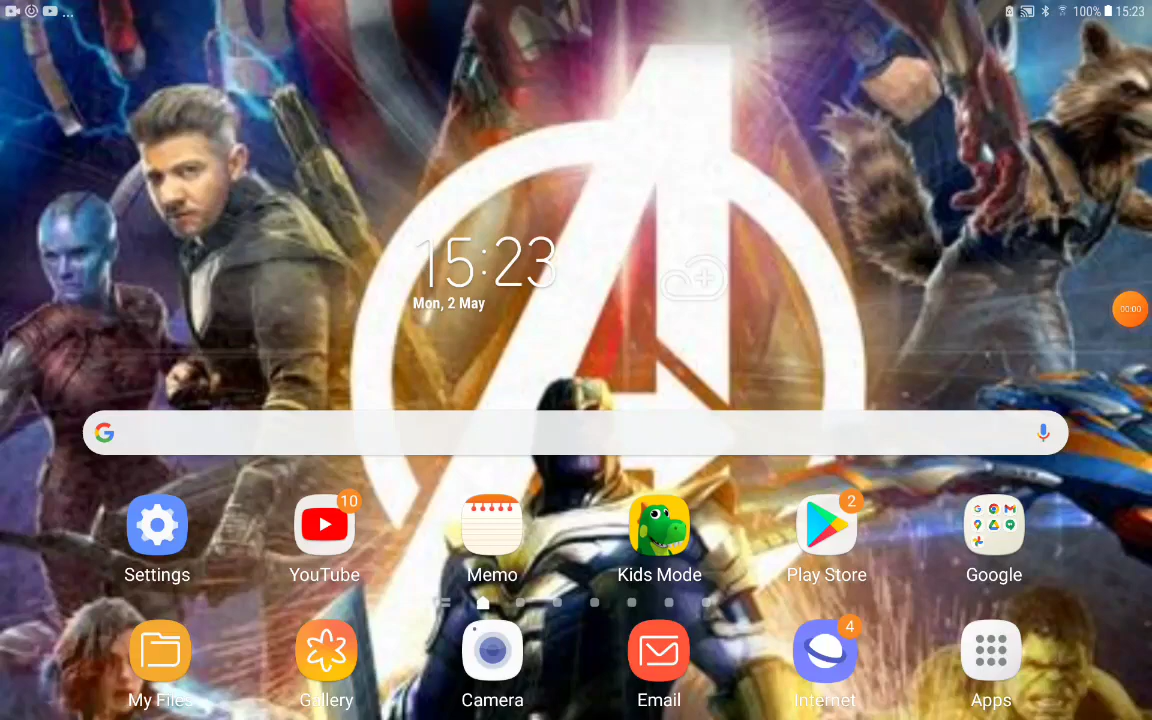 ... 100% 15:23
15:23
Mon, 2 May
00:00
10 2
Settings YouTube Memo Kids Mode Play Store Google
4
My Files Gallery Camera Email Internet Apps